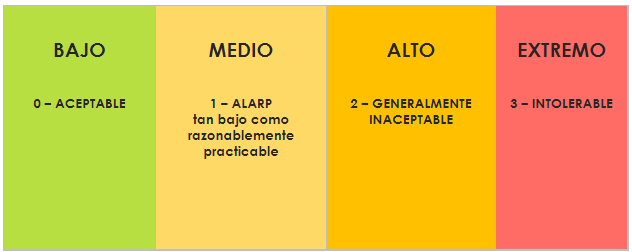 BAJO
0 – ACEPTABLE
MEDIO
1 – ALARP
tan bajo como
razonablemente
practicable
ALTO
2 – GENERALMENTE
INACEPTABLE
EXTREMO
3 – INTOLERABLE